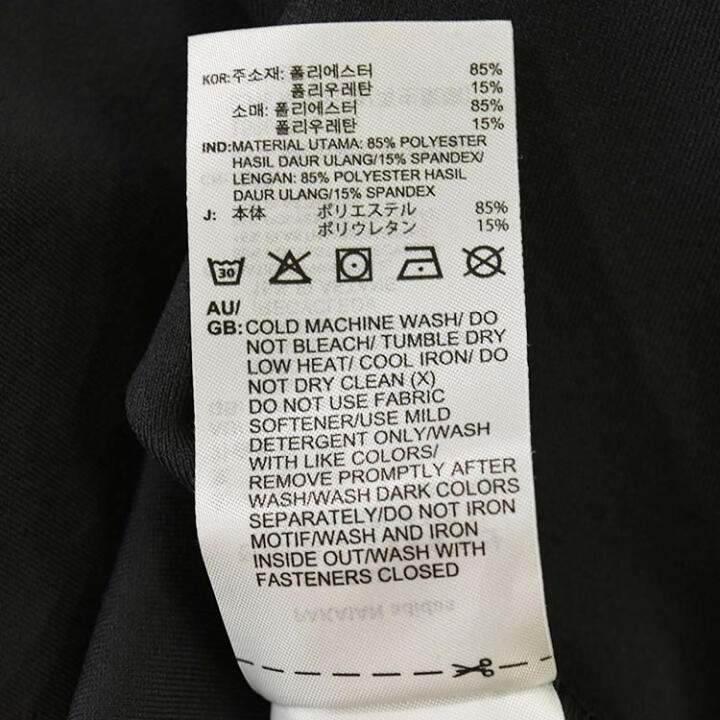 KOR:주소재: 폴리에스터 85%
폴리우레탄 15%
소매: 폴리에스터 85%
폴리우레탄 15%
IND:MATERIAL UTAMA: 85% POLYESTER
HASIL DAUR ULANG/15% SPANDEX/
LENGAN: 85% POLYESTER HASIL
DAUR ULANG/15% SPANDEX
J: 本体 ポリエステル 85%
ポリウレタン 15%
30
AU/
GB:COLD MACHINE WASH/ DO
NOT BLEACH/ TUMBLE DRY
LOW HEAT/ COOL IRON/ DO
NOT DRY CLEAN (X)
DO NOT USE FABRIC
SOFTENER/USE MILD
DETERGENT ONLY/WASH
WITH LIKE COLORS/
REMOVE PROMPTLY AFTER
WASH/WASH DARK COLORS
SEPARATELY/DO NOT IRON
MOTIF/WASH AND IRON
INSIDE OUT/WASH WITH
FASTENERS CLOSED
PAKAIAN adidas